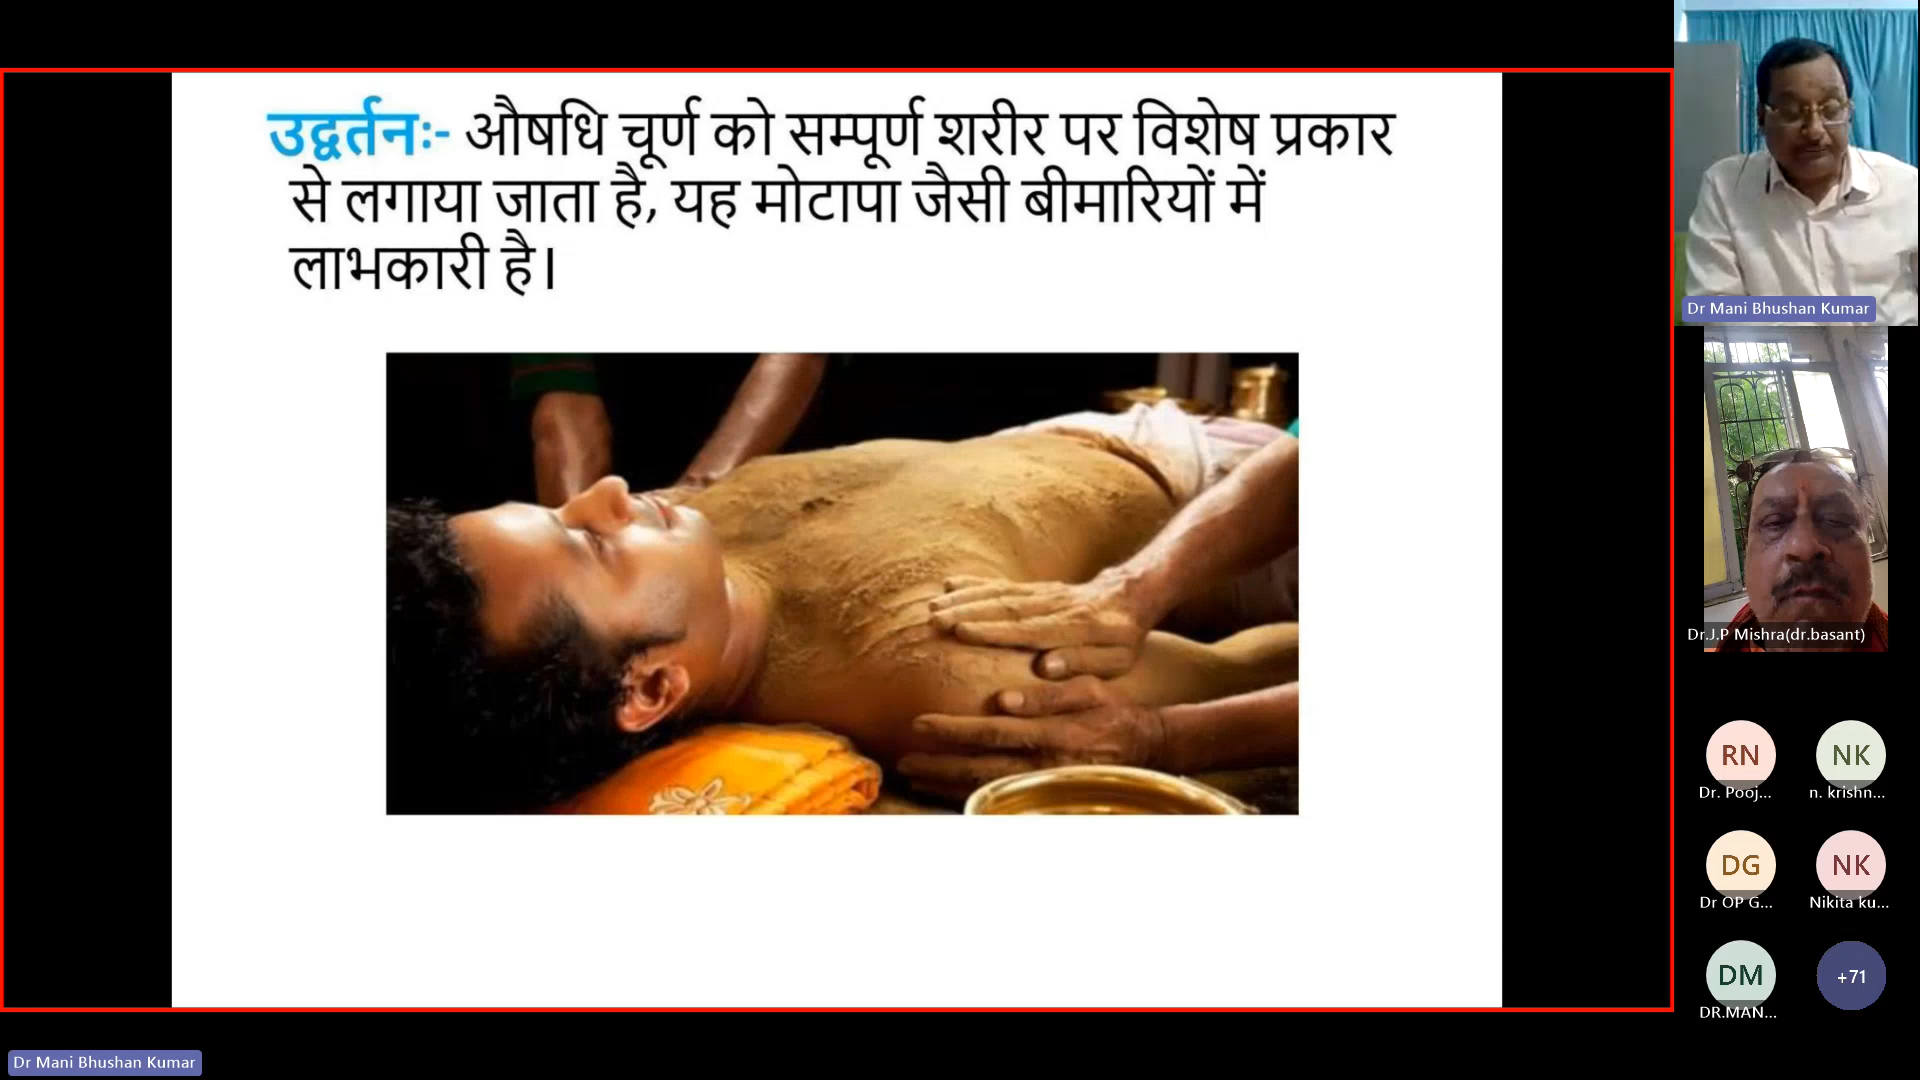 उद्वर्तनः- औषधि चूर्ण को सम्पूर्ण शरीर पर विशेष प्रकार
से लगाया जाता है, यह मोटापा जैसी बीमारियों में
लाभकारी है।
Dr Mani Bhushan Kumar
Dr.J.P Mishra(dr.basant)
RN
NK
Dr. Pooj...
n. krishn...
DG
NK
Dr OP G...
Nikita ku...
DM
+71
DR.MAN...
Dr Mani Bhushan Kumar